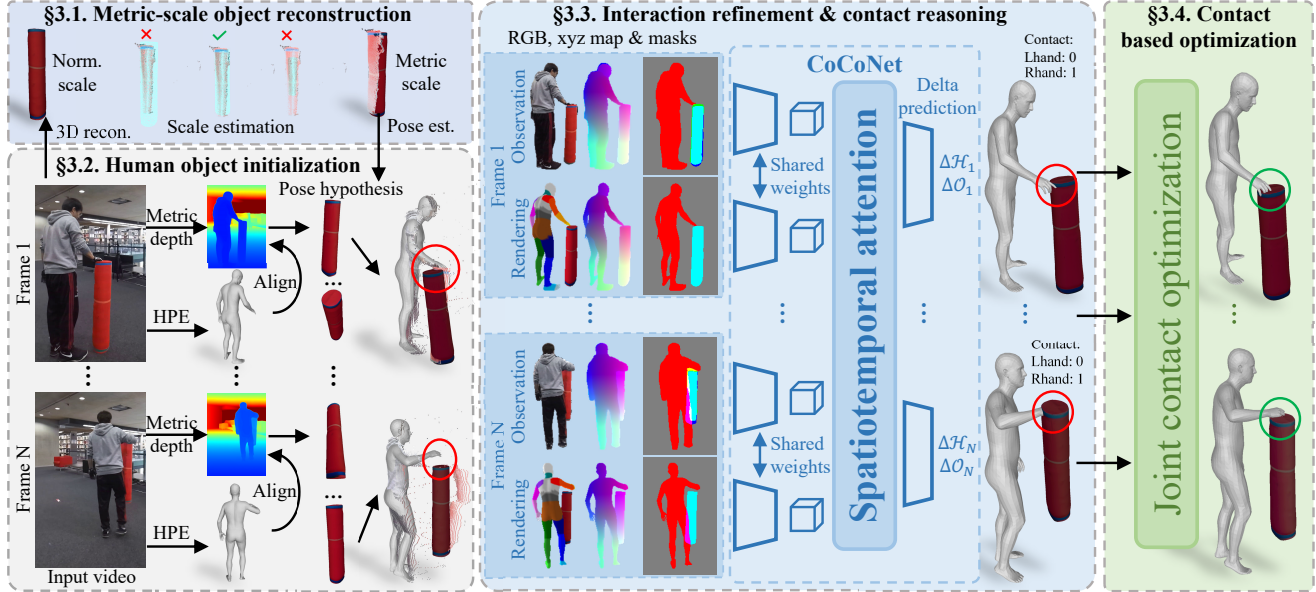 §3.1. Metric-scale object reconstruction
Norm.
scale
Metric
scale
3D recon.
Scale estimation
Pose est.
§3.2. Human object initialization
Frame 1
Metric
depth
Pose hypothesis
Align
HPE
Frame N
Metric
depth
Align
HPE
Input video
§3.3. Interaction refinement & contact reasoning
RGB, xyz map & masks
Frame 1
Observation
Rendering
Frame N
Observation
Rendering
CoCoNet
Shared
weights
Shared
weights
Spatiotemporal attention
Delta
prediction
Δℋ₁
Δ𝒪₁
Δℋ_N
Δ𝒪_N
Contact:
Lhand: 0
Rhand: 1
Contact:
Lhand: 0
Rhand: 1
§3.4. Contact
based optimization
Joint contact optimization